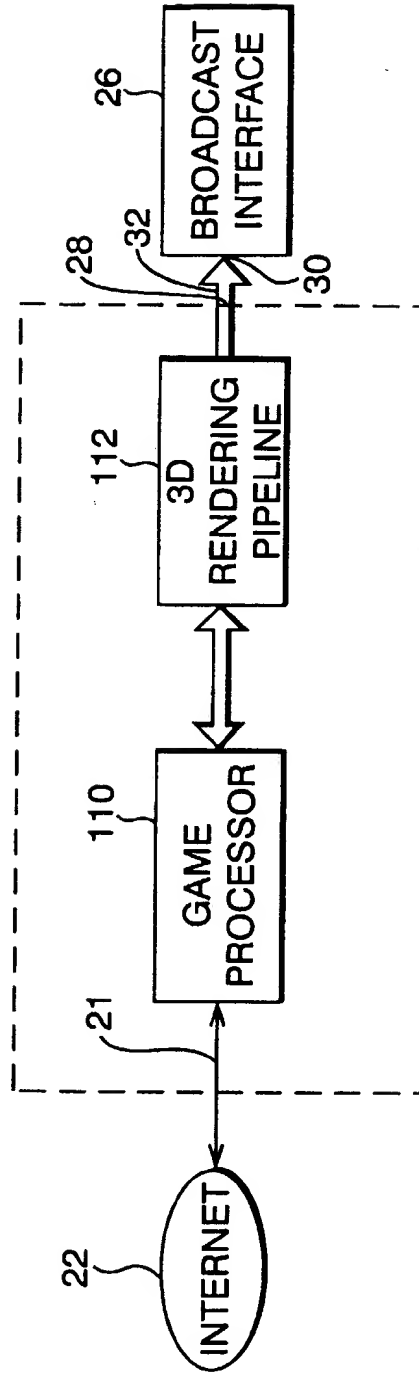 22
INTERNET
21
110
GAME
PROCESSOR
112
3D
RENDERING
PIPELINE
28
32
30
26
BROADCAST
INTERFACE